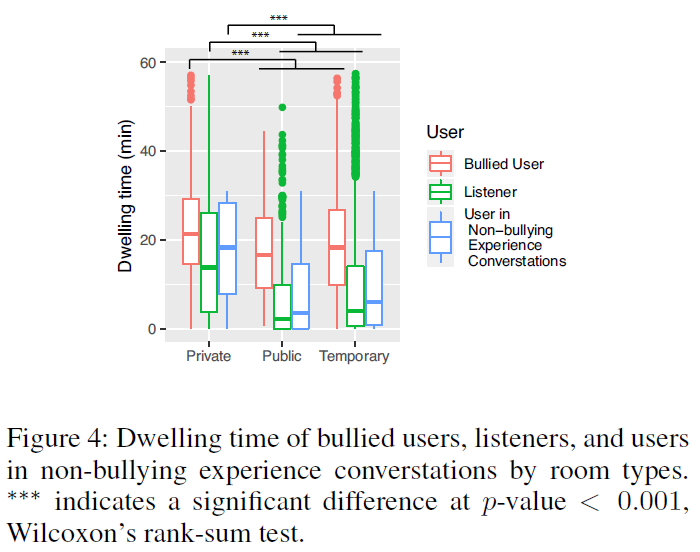 ***
***
***
60
40
20
0
Dwelling time (min)
Private Public Temporary
User
Bullied User
Listener
User in
Non-bullying
Experience
Converstations
Figure 4: Dwelling time of bullied users, listeners, and users
in non-bullying experience converstations by room types.
*** indicates a significant difference at p-value < 0.001,
Wilcoxon's rank-sum test.